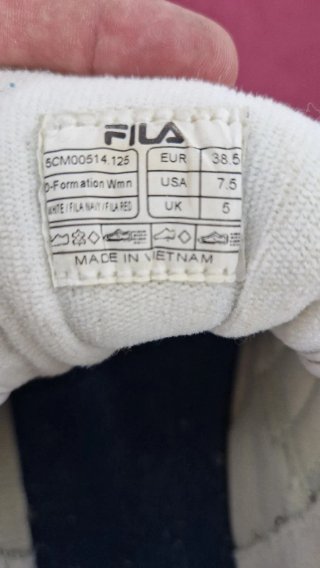 FILA
5CM00514.125 EUR 38.5
D-Formation Wmn USA 7.5
WHITE / FILA NAVY / FILA RED UK 5
MADE IN VIETNAM